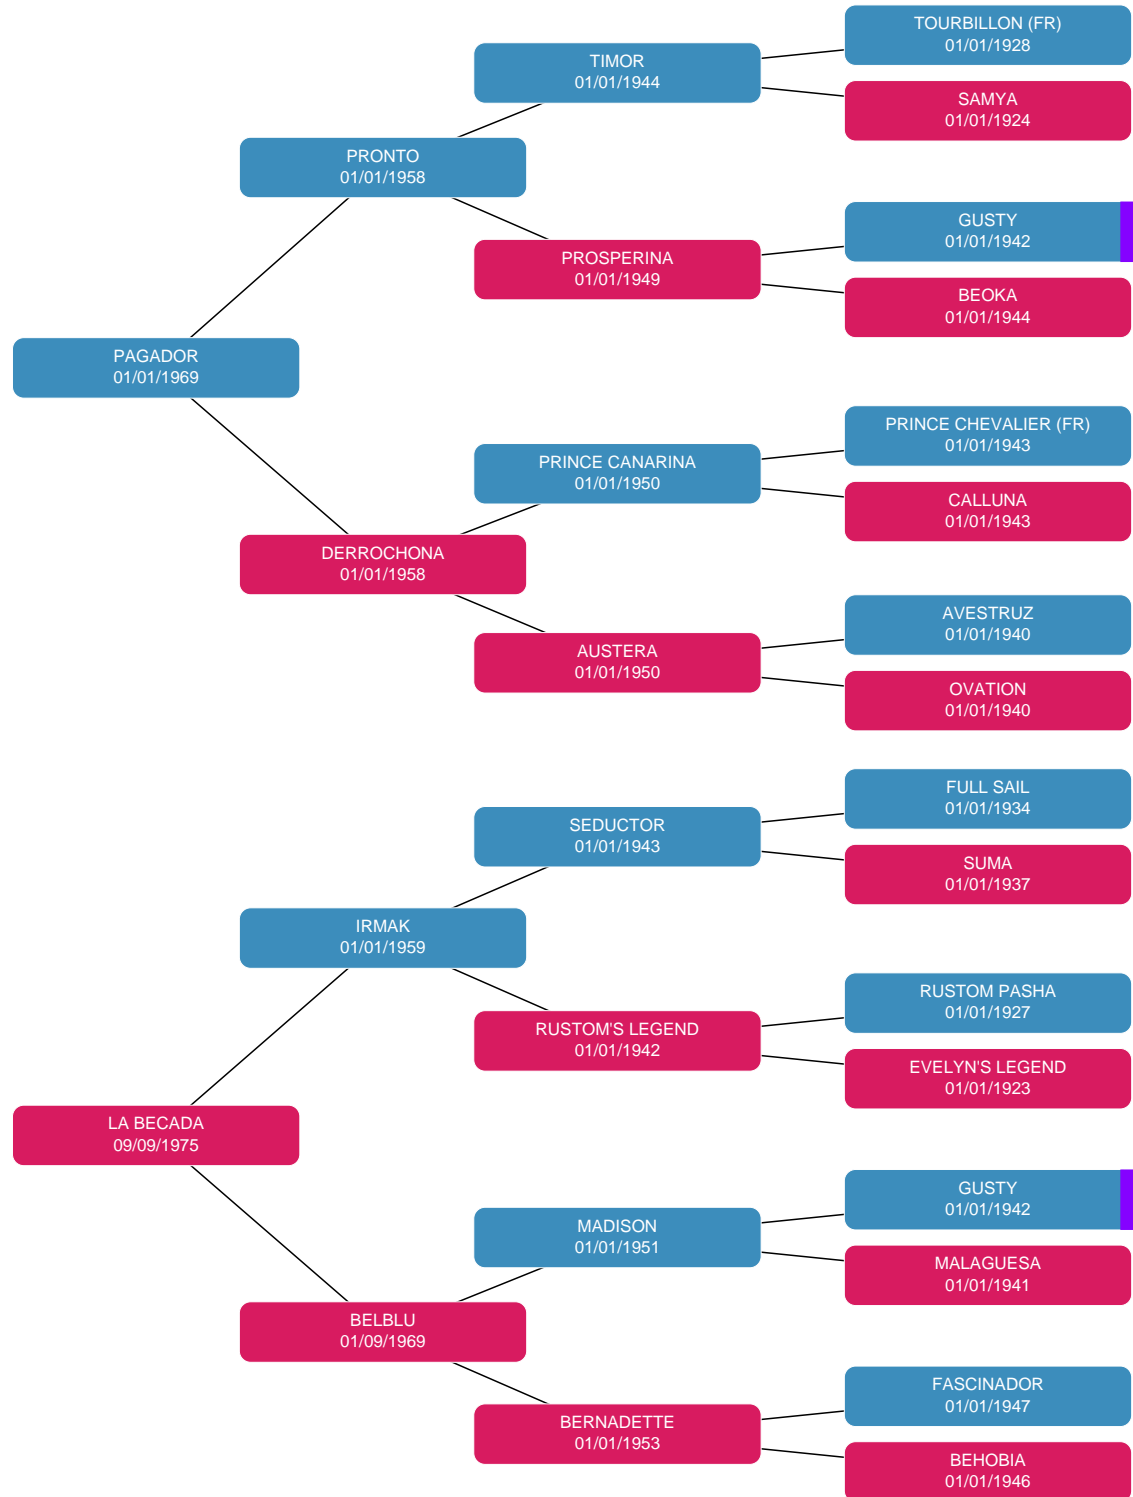 TOURBILLON (FR)
01/01/1928
TIMOR
01/01/1944
SAMYA
01/01/1924
PRONTO
01/01/1958
GUSTY
01/01/1942
PROSPERINA
01/01/1949
BEOKA
01/01/1944
PAGADOR
01/01/1969
PRINCE CHEVALIER (FR)
01/01/1943
PRINCE CANARINA
01/01/1950
CALLUNA
01/01/1943
DERROCHONA
01/01/1958
AVESTRUZ
01/01/1940
AUSTERA
01/01/1950
OVATION
01/01/1940
FULL SAIL
01/01/1934
SEDUCTOR
01/01/1943
SUMA
01/01/1937
IRMAK
01/01/1959
RUSTOM PASHA
01/01/1927
RUSTOM'S LEGEND
01/01/1942
EVELYN'S LEGEND
01/01/1923
LA BECADA
09/09/1975
GUSTY
01/01/1942
MADISON
01/01/1951
MALAGUESA
01/01/1941
BELBLU
01/09/1969
FASCINADOR
01/01/1947
BERNADETTE
01/01/1953
BEHOBIA
01/01/1946